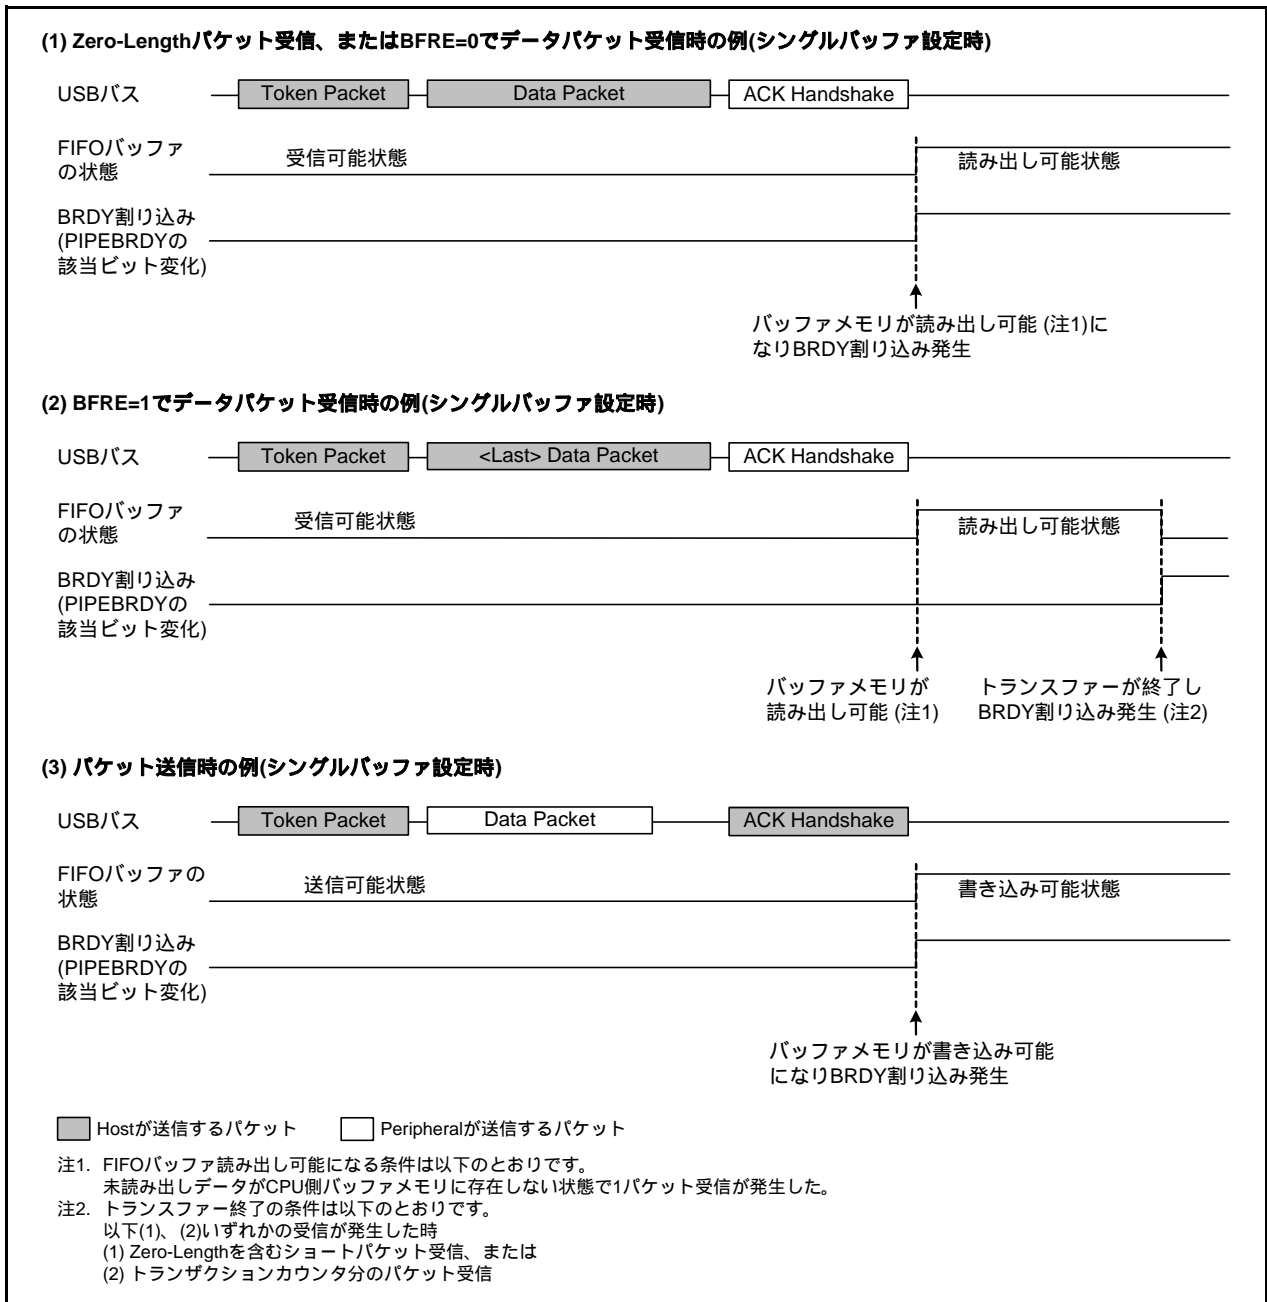 (1) Zero-Lengthパケット受信、またはBFRE=0でデータパケット受信時の例(シングルバッファ設定時)
USBバス
Token Packet
Data Packet
ACK Handshake
FIFOバッファ
の状態
受信可能状態
読み出し可能状態
BRDY割り込み
(PIPEBRDYの
該当ビット変化)
バッファメモリが読み出し可能 (注1)に
なりBRDY割り込み発生
(2) BFRE=1でデータパケット受信時の例(シングルバッファ設定時)
USBバス
Token Packet
<Last> Data Packet
ACK Handshake
FIFOバッファ
の状態
受信可能状態
読み出し可能状態
BRDY割り込み
(PIPEBRDYの
該当ビット変化)
バッファメモリが
読み出し可能 (注1)
トランスファーが終了し
BRDY割り込み発生 (注2)
(3) パケット送信時の例(シングルバッファ設定時)
USBバス
Token Packet
Data Packet
ACK Handshake
FIFOバッファの
状態
送信可能状態
書き込み可能状態
BRDY割り込み
(PIPEBRDYの
該当ビット変化)
バッファメモリが書き込み可能
になりBRDY割り込み発生
Hostが送信するパケット
Peripheralが送信するパケット
注1. FIFOバッファ読み出し可能になる条件は以下のとおりです。
未読み出しデータがCPU側バッファメモリに存在しない状態で1パケット受信が発生した。
注2. トランスファー終了の条件は以下のとおりです。
以下(1)、(2)いずれかの受信が発生した時
(1) Zero-Lengthを含むショートパケット受信、または
(2) トランザクションカウンタ分のパケット受信